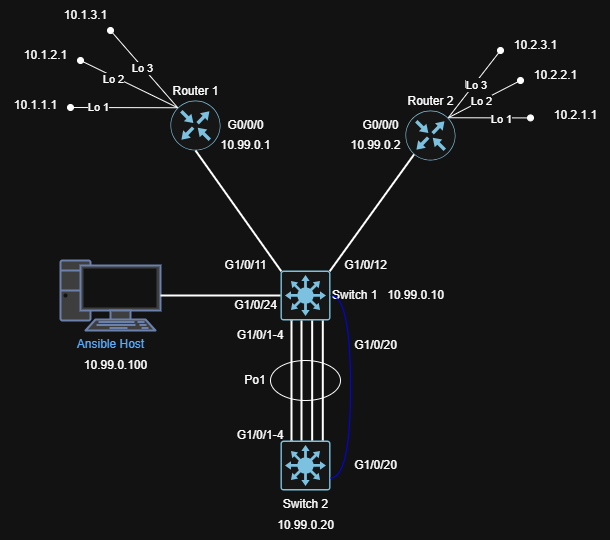 10.1.3.1
10.2.3.1
10.1.2.1
Lo 3
Lo 2
10.2.2.1
Lo 3
Router 1
Router 2
Lo 2
10.1.1.1
Lo 1
10.2.1.1
Lo 1
G0/0/0
G0/0/0
10.99.0.1
10.99.0.2
G1/0/11
G1/0/12
Switch 1
10.99.0.10
G1/0/24
G1/0/1-4
Ansible Host
G1/0/20
10.99.0.100
Po1
G1/0/1-4
G1/0/20
Switch 2
10.99.0.20